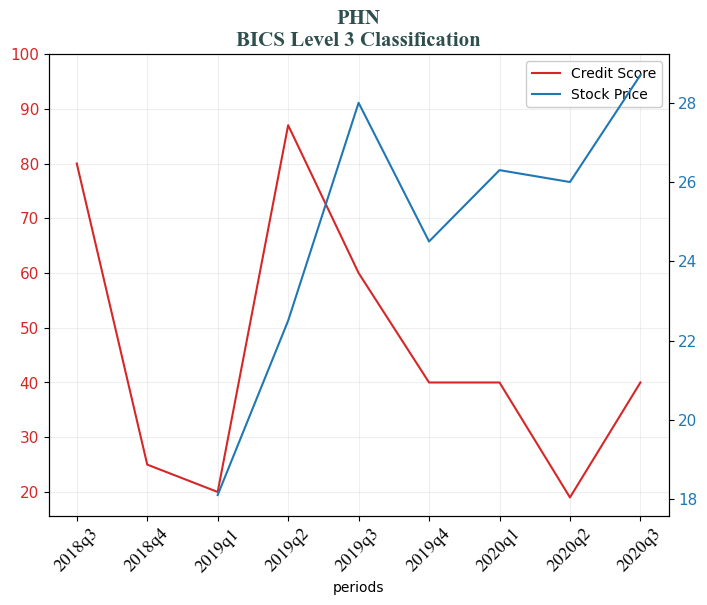 PHN
BICS Level 3 Classification
Credit Score
Stock Price
100
90
80
70
60
50
40
30
20
28
26
24
22
20
18
2018q3
2018q4
2019q1
2019q2
2019q3
2019q4
2020q1
2020q2
2020q3
periods